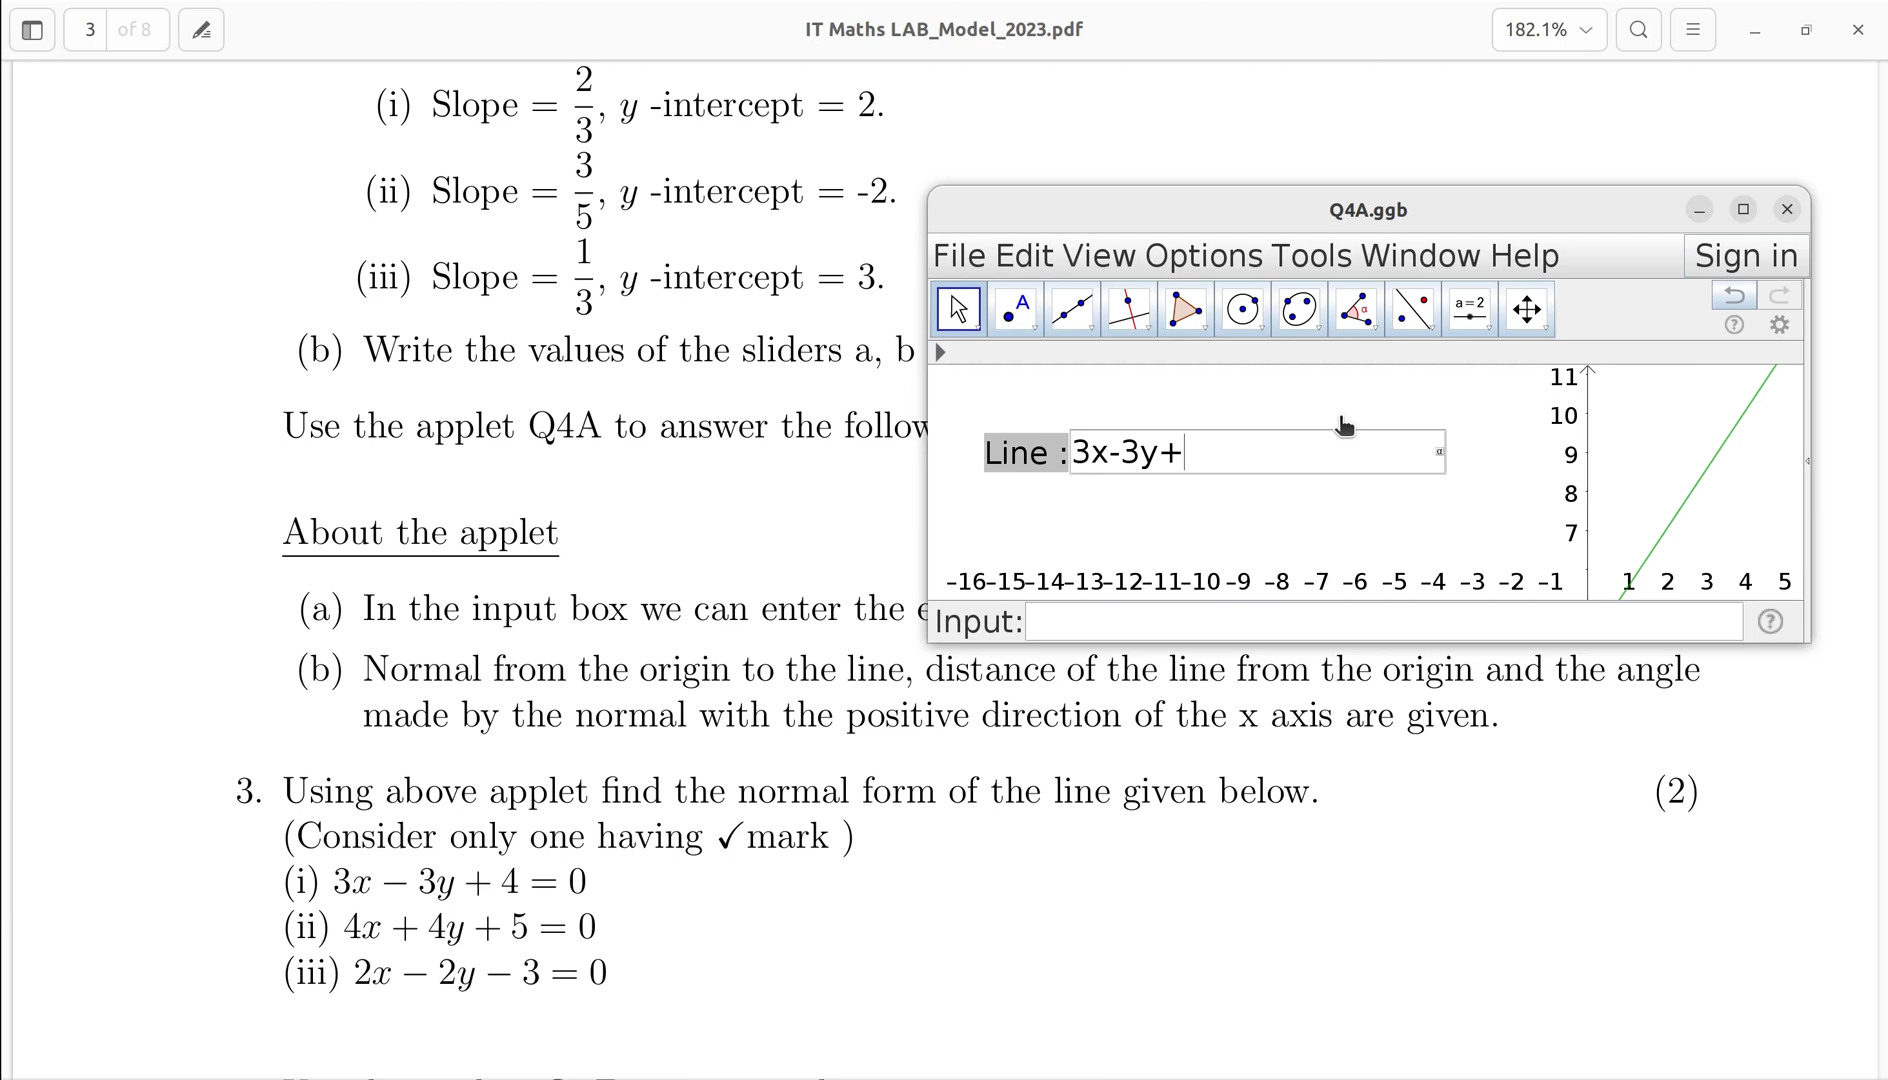 3 of 8 IT Maths LAB_Model_2023.pdf 182.1%
(i) Slope = 2/3, y -intercept = 2.
(ii) Slope = 3/5, y -intercept = -2.
(iii) Slope = 1/3, y -intercept = 3.
(b) Write the values of the sliders a, b
Use the applet Q4A to answer the follow
About the applet
(a) In the input box we can enter the e
(b) Normal from the origin to the line, distance of the line from the origin and the angle
made by the normal with the positive direction of the x axis are given.
3. Using above applet find the normal form of the line given below. (2)
(Consider only one having ✓mark )
(i) 3x − 3y + 4 = 0
(ii) 4x + 4y + 5 = 0
(iii) 2x − 2y − 3 = 0
Q4A.ggb
File Edit View Options Tools Window Help Sign in
A α a=2
11
10
Line : 3x-3y+ α 9
8
7
-16 -15 -14 -13 -12 -11 -10 -9 -8 -7 -6 -5 -4 -3 -2 -1 1 2 3 4 5
Input: